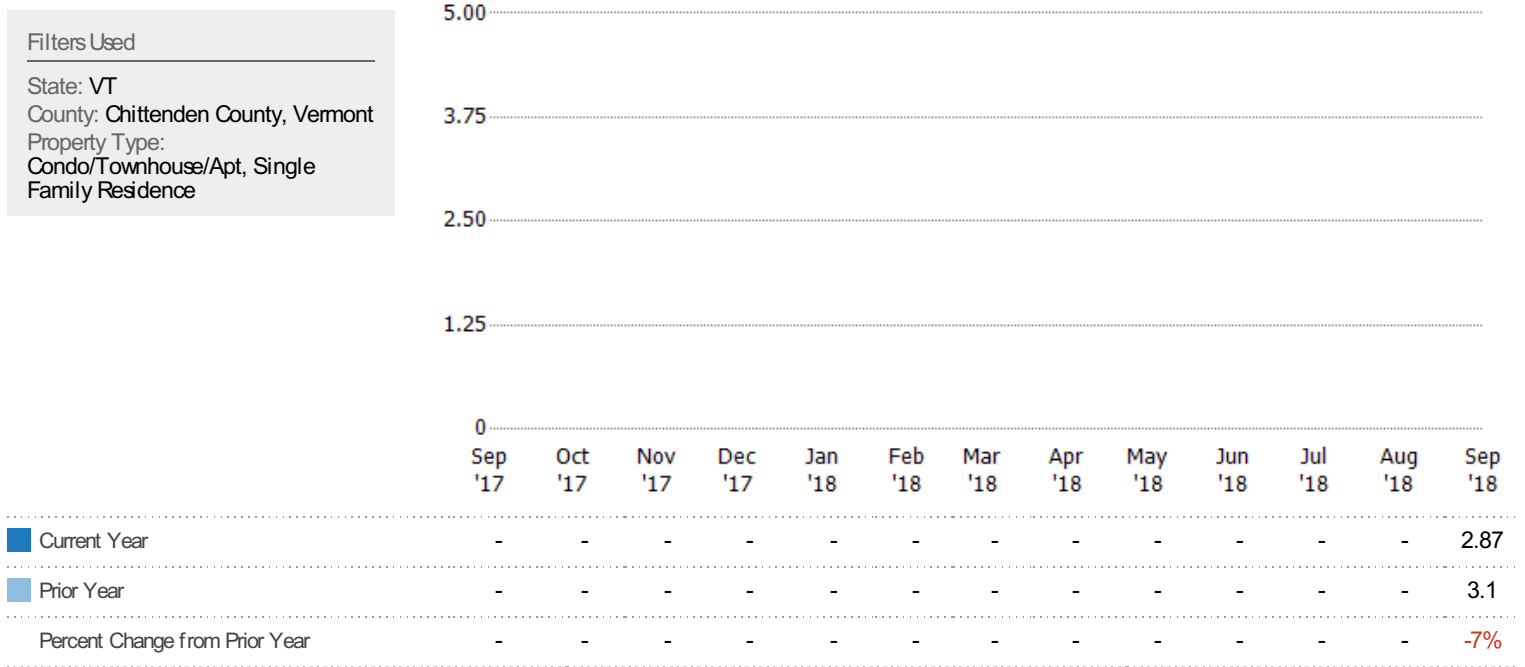 Filters Used
State: VT
County: Chittenden County, Vermont
Property Type:
Condo/Townhouse/Apt, Single
Family Residence
5.00
3.75
2.50
1.25
0
Sep Oct Nov Dec Jan Feb Mar Apr May Jun Jul Aug Sep
'17 '17 '17 '17 '18 '18 '18 '18 '18 '18 '18 '18 '18
Current Year - - - - - - - - - - - - 2.87
Prior Year - - - - - - - - - - - - 3.1
Percent Change from Prior Year - - - - - - - - - - - - -7%